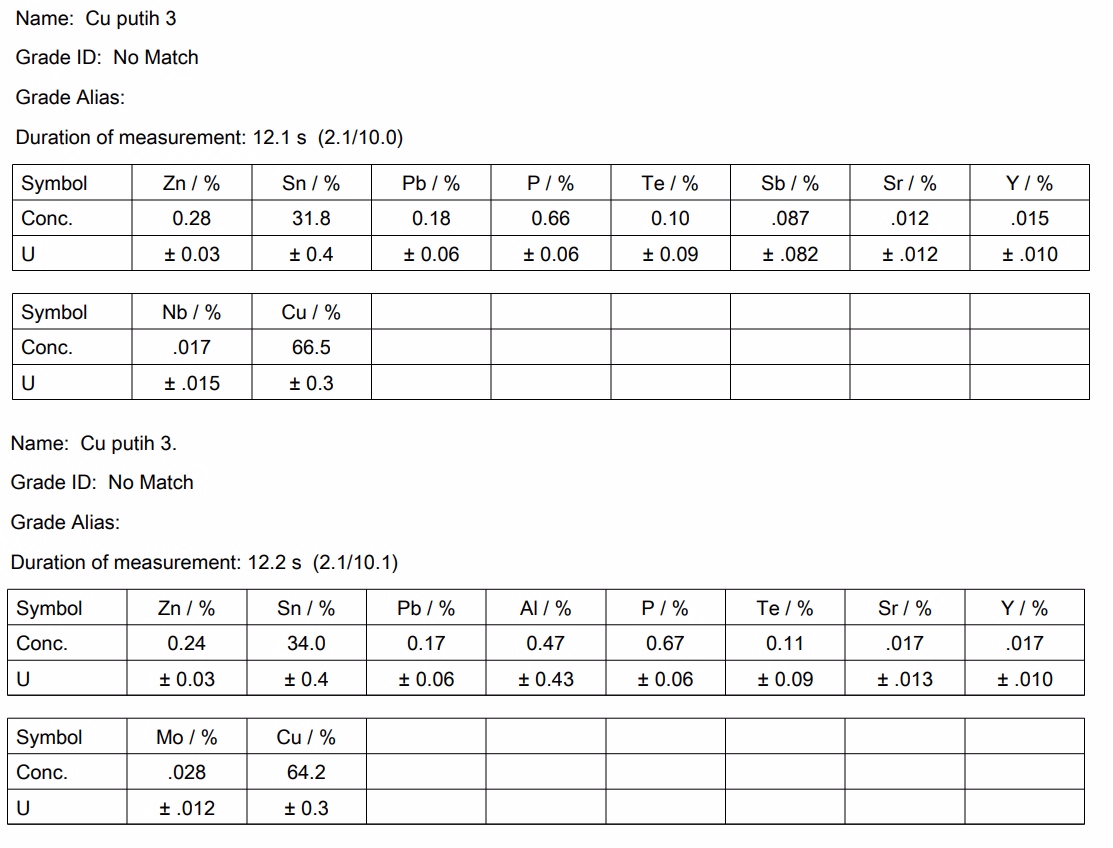 Name: Cu putih 3
Grade ID: No Match
Grade Alias:
Duration of measurement: 12.1 s (2.1/10.0)
Symbol Zn / % Sn / % Pb / % P / % Te / % Sb / % Sr / % Y / %
Conc. 0.28 31.8 0.18 0.66 0.10 .087 .012 .015
U ± 0.03 ± 0.4 ± 0.06 ± 0.06 ± 0.09 ± .082 ± .012 ± .010
Symbol Nb / % Cu / %
Conc. .017 66.5
U ± .015 ± 0.3
Name: Cu putih 3.
Grade ID: No Match
Grade Alias:
Duration of measurement: 12.2 s (2.1/10.1)
Symbol Zn / % Sn / % Pb / % Al / % P / % Te / % Sr / % Y / %
Conc. 0.24 34.0 0.17 0.47 0.67 0.11 .017 .017
U ± 0.03 ± 0.4 ± 0.06 ± 0.43 ± 0.06 ± 0.09 ± .013 ± .010
Symbol Mo / % Cu / %
Conc. .028 64.2
U ± .012 ± 0.3